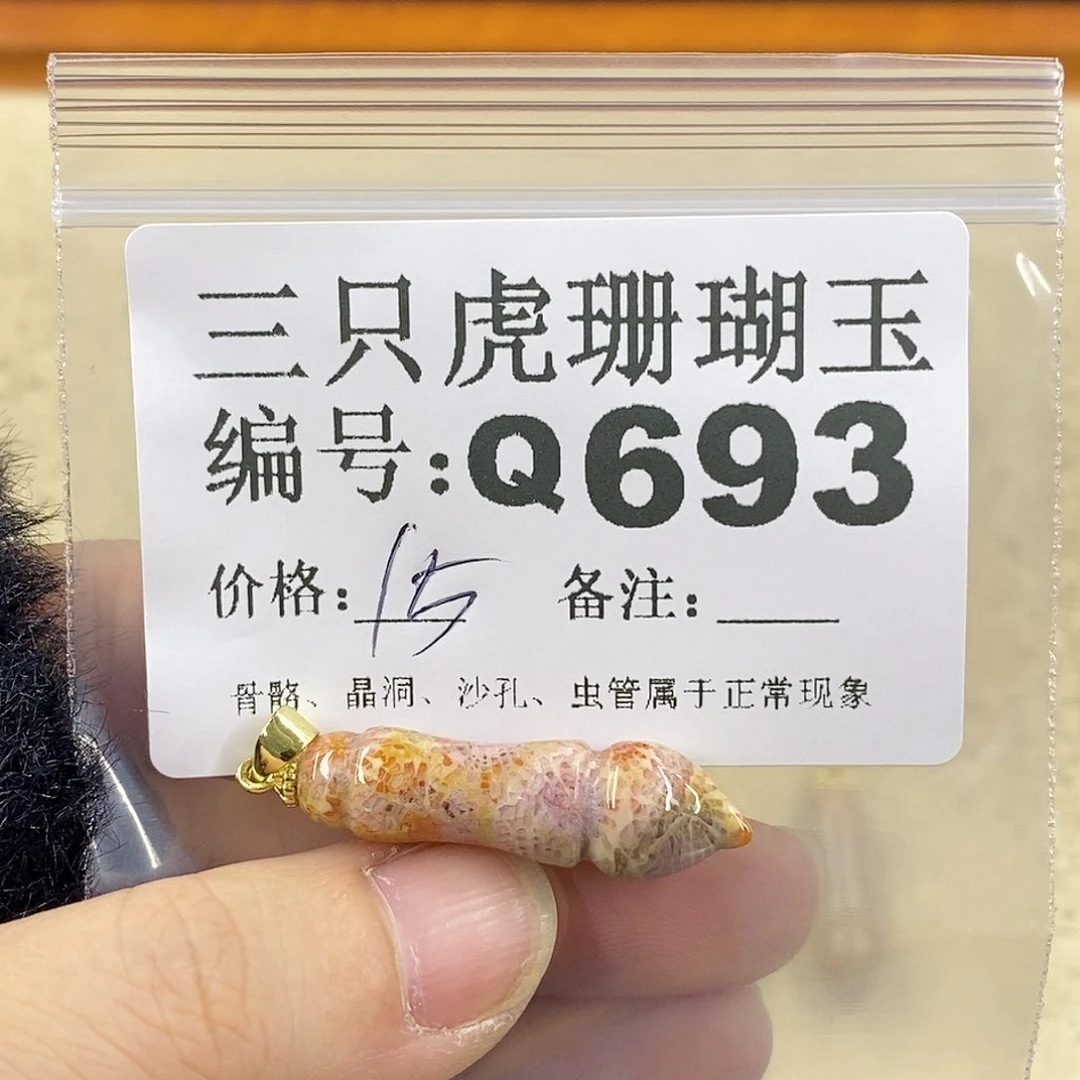 三只虎珊瑚玉
编号:Q693
价格:15 备注:____
骨骼、晶洞、沙孔、虫管属于正常现象